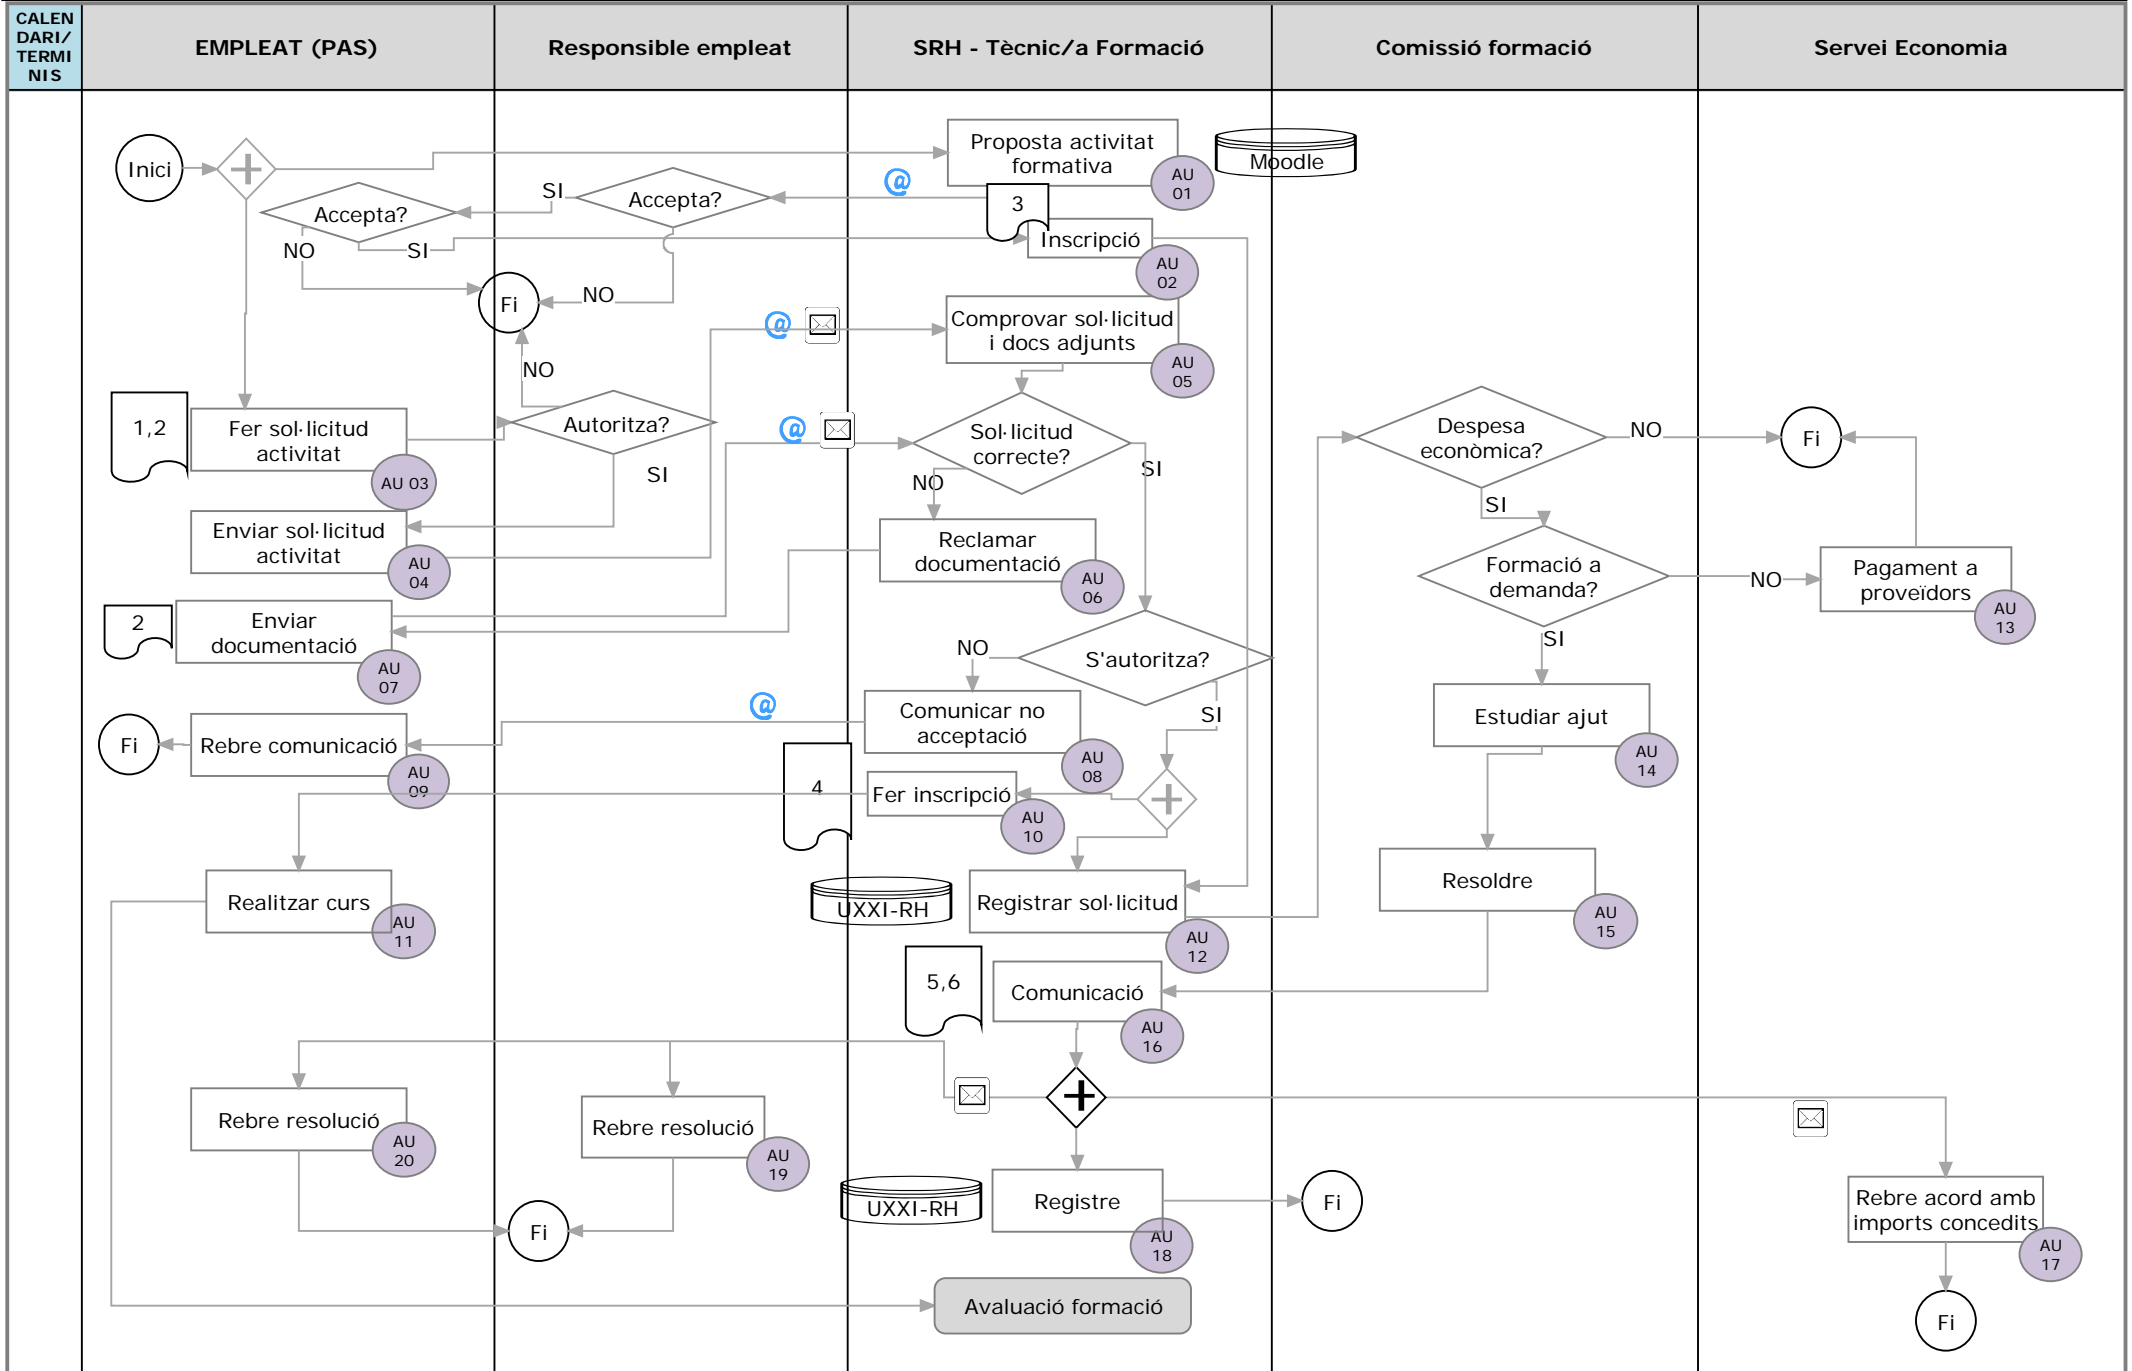 CALEN
DARI/
TERMI
NIS
EMPLEAT (PAS)
Responsible empleat
SRH - Tècnic/a Formació
Comissió formació
Servei Economia
Inici
Proposta activitat
formativa
AU
01
Moodle
@
Accepta?
SI
Accepta?
3
NO
SI
Inscripció
AU
02
Fi
NO
Comprovar sol·licitud
i docs adjunts
AU
05
@
NO
1,2
Fer sol·licitud
activitat
AU 03
Autoritza?
SI
@
Sol·licitud
correcte?
NO
SI
Despesa
econòmica?
NO
Fi
SI
Enviar sol·licitud
activitat
AU
04
Reclamar
documentació
AU
06
Formació a
demanda?
NO
Pagament a
proveïdors
AU
13
SI
2
Enviar
documentació
AU
07
NO
S'autoritza?
SI
@
Comunicar no
acceptació
AU
08
Estudiar ajut
AU
14
Fi
Rebre comunicació
AU
09
4
Fer inscripció
AU
10
Realitzar curs
AU
11
UXXI-RH
Registrar sol·licitud
AU
12
Resoldre
AU
15
5,6
Comunicació
AU
16
Rebre resolució
AU
20
Rebre resolució
AU
19
Fi
UXXI-RH
Registre
AU
18
Fi
Rebre acord amb
imports concedits
AU
17
Avaluació formació
Fi